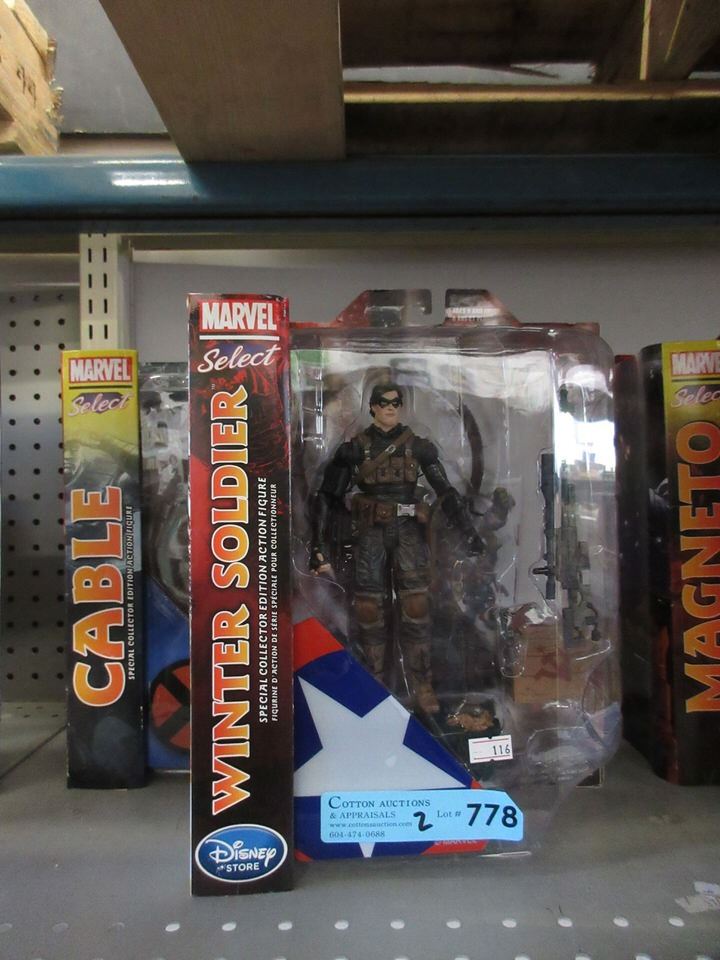 MARVEL
Select
CABLE
SPECIAL COLLECTOR EDITION ACTION FIGURE
MARVEL
Select
WINTER SOLDIER™
SPECIAL COLLECTOR EDITION ACTION FIGURE
FIGURINE D'ACTION DE SÉRIE SPÉCIALE POUR COLLECTIONNEUR
Disney
STORE
116
COTTON AUCTIONS
& APPRAISALS
www.cottonsauction.com
604-474-0688
2 Lot # 778
MARVEL
Select
MAGNETO